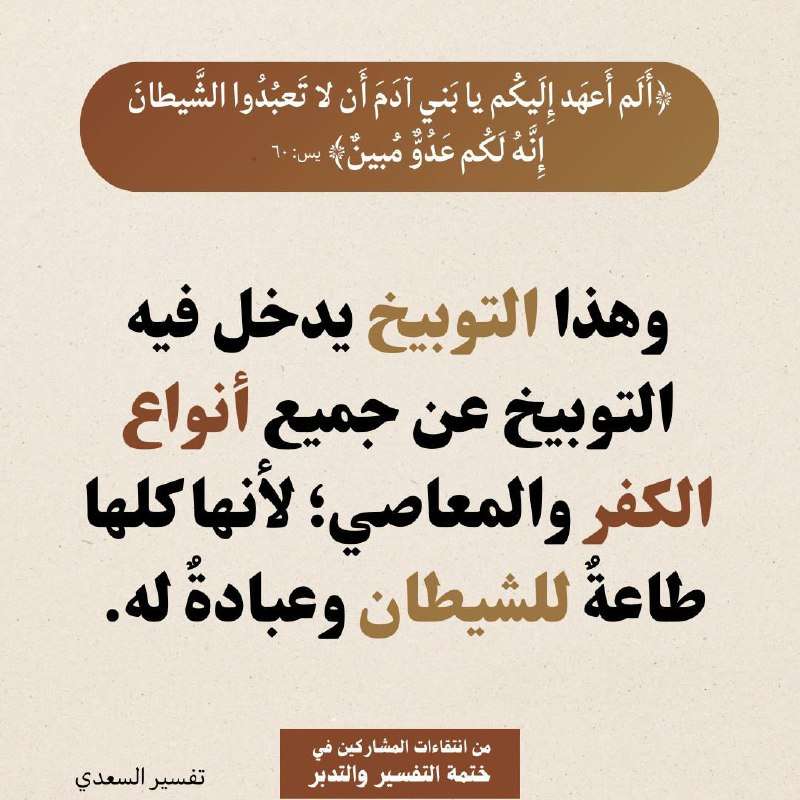 ﴿أَلَم أَعهَد إِلَيكُم يا بَني آدَمَ أَن لا تَعبُدُوا الشَّيطانَ
إِنَّهُ لَكُم عَدُوٌّ مُبينٌ﴾ يس: ٦٠
وهذا التوبيخ يدخل فيه
التوبيخ عن جميع أنواع
الكفر والمعاصي؛ لأنها كلها
طاعةٌ للشيطان وعبادةٌ له.
من انتقاءات المشاركين في
ختمة التفسير والتدبر
تفسير السعدي